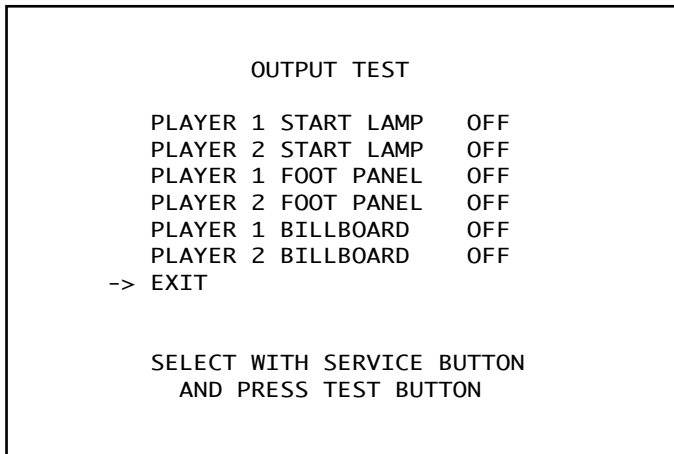 OUTPUT TEST
PLAYER 1 START LAMP OFF
PLAYER 2 START LAMP OFF
PLAYER 1 FOOT PANEL OFF
PLAYER 2 FOOT PANEL OFF
PLAYER 1 BILLBOARD OFF
PLAYER 2 BILLBOARD OFF
-> EXIT
SELECT WITH SERVICE BUTTON
AND PRESS TEST BUTTON